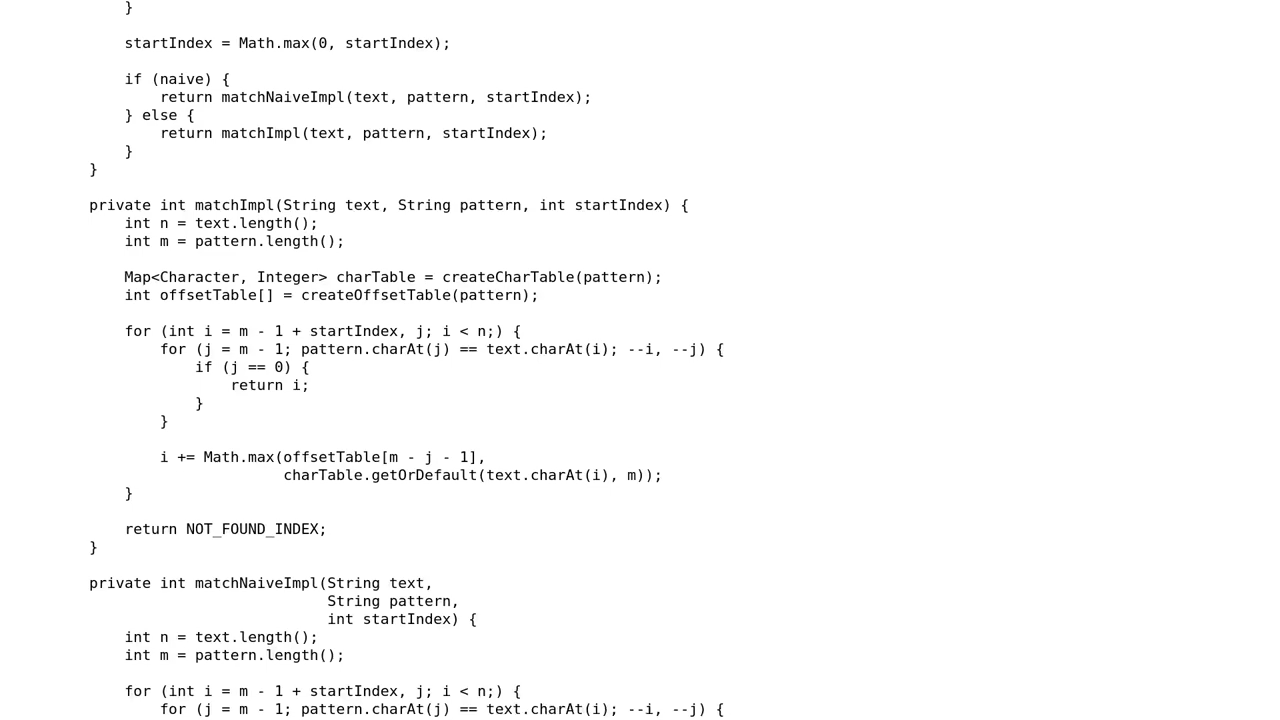 }

        startIndex = Math.max(0, startIndex);

        if (naive) {
            return matchNaiveImpl(text, pattern, startIndex);
        } else {
            return matchImpl(text, pattern, startIndex);
        }
    }

    private int matchImpl(String text, String pattern, int startIndex) {
        int n = text.length();
        int m = pattern.length();

        Map<Character, Integer> charTable = createCharTable(pattern);
        int offsetTable[] = createOffsetTable(pattern);

        for (int i = m - 1 + startIndex, j; i < n;) {
            for (j = m - 1; pattern.charAt(j) == text.charAt(i); --i, --j) {
                if (j == 0) {
                    return i;
                }
            }

            i += Math.max(offsetTable[m - j - 1],
                          charTable.getOrDefault(text.charAt(i), m));
        }

        return NOT_FOUND_INDEX;
    }

    private int matchNaiveImpl(String text,
                               String pattern,
                               int startIndex) {
        int n = text.length();
        int m = pattern.length();

        for (int i = m - 1 + startIndex, j; i < n;) {
            for (j = m - 1; pattern.charAt(j) == text.charAt(i); --i, --j) {